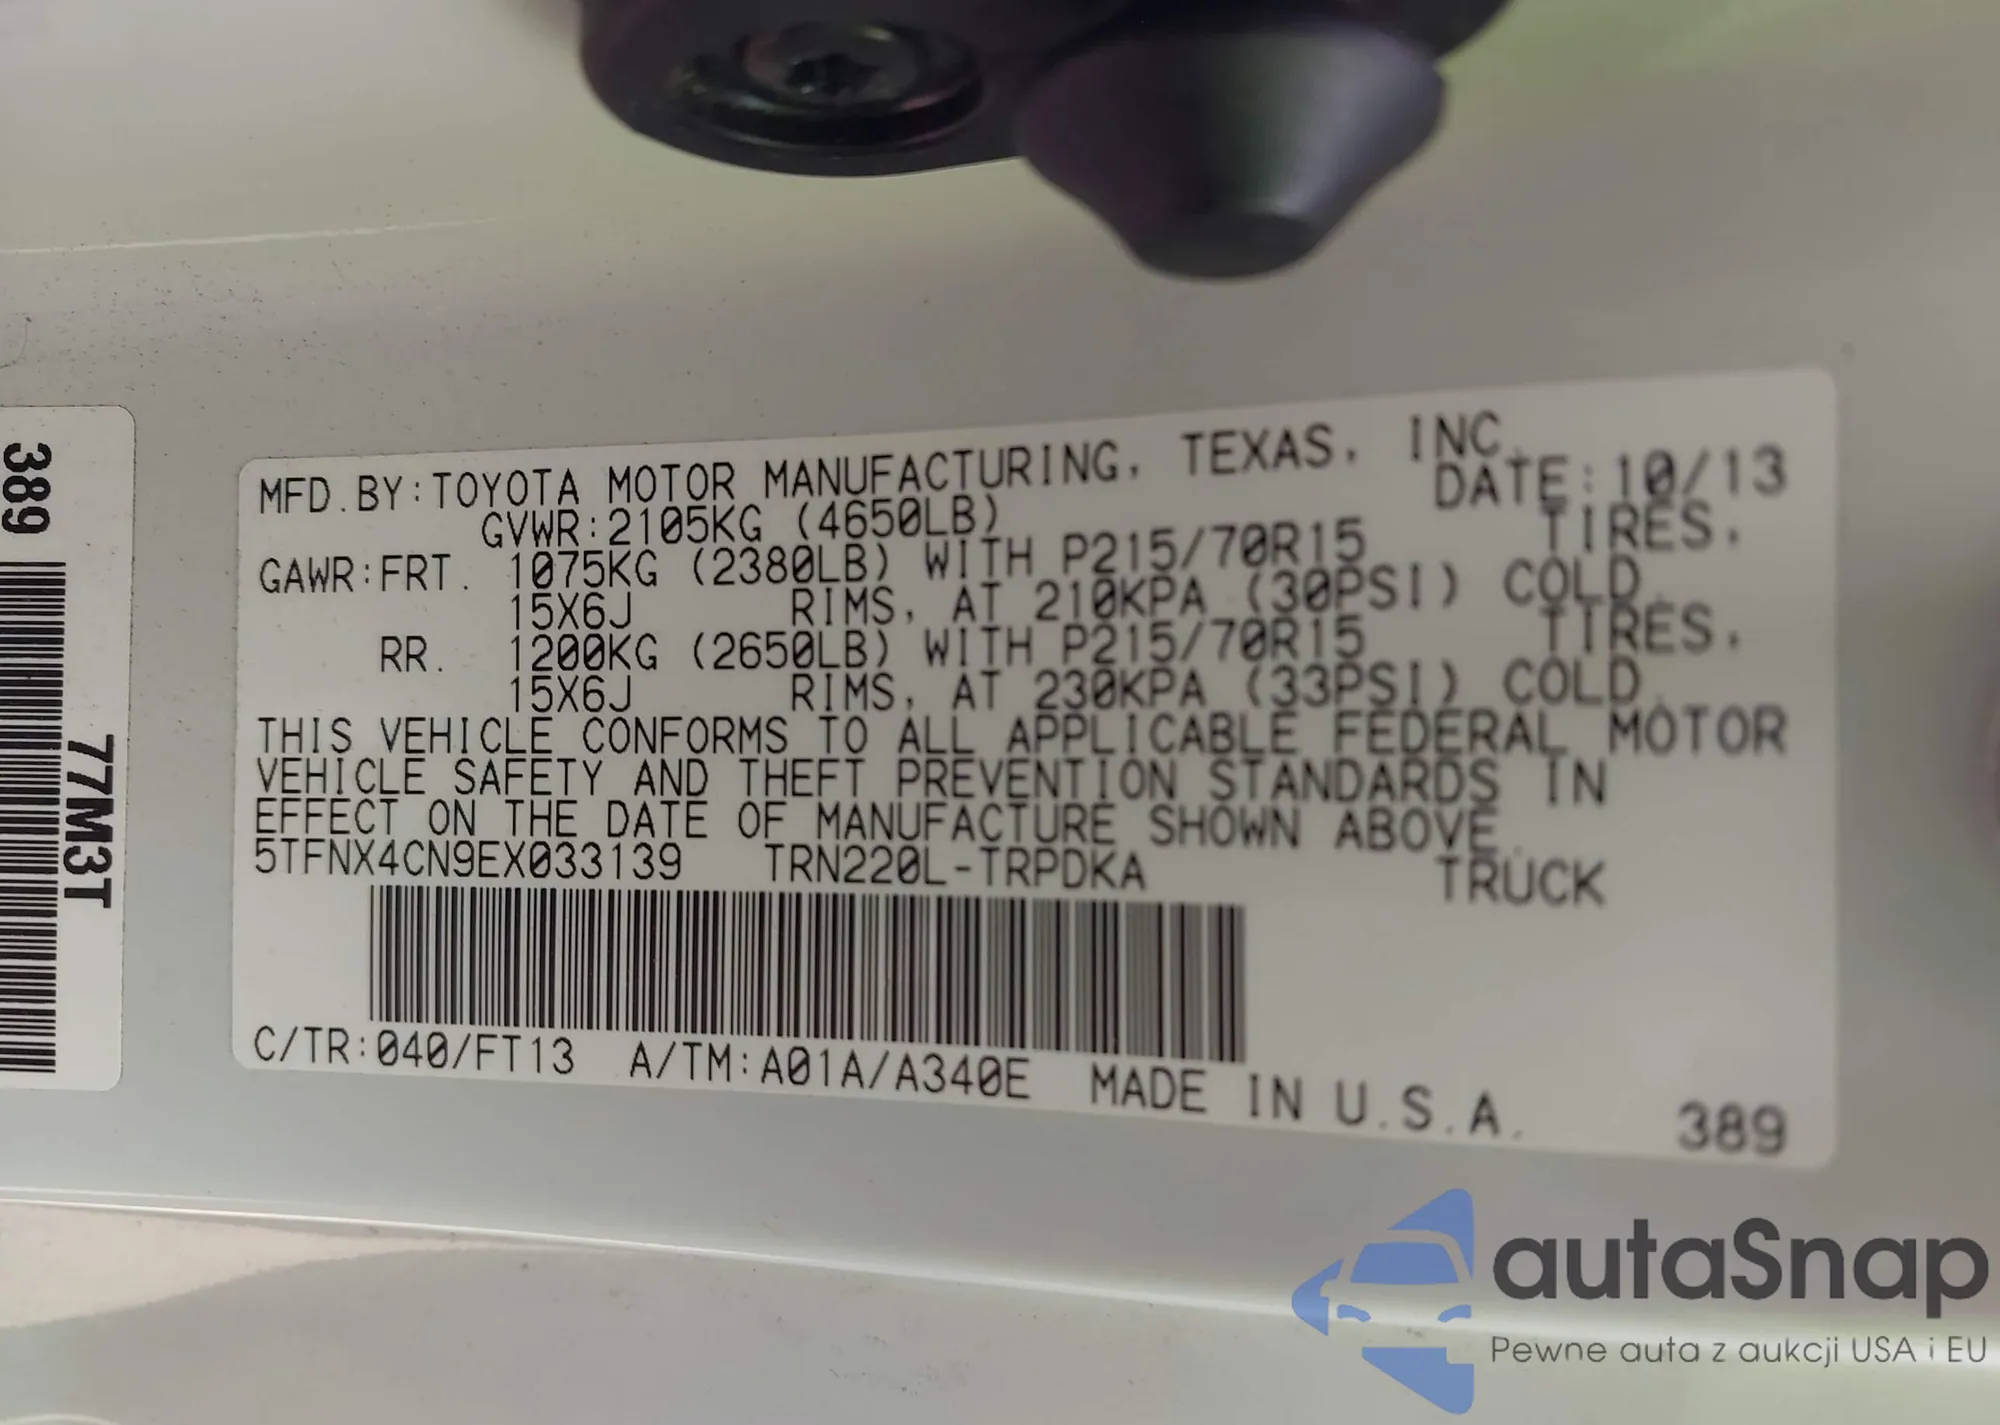 MFD.BY:TOYOTA MOTOR MANUFACTURING, TEXAS, INC.
GVWR:2105KG (4650LB) DATE:10/13
GAWR:FRT. 1075KG (2380LB) WITH P215/70R15 TIRES,
15X6J RIMS, AT 210KPA (30PSI) COLD.
RR. 1200KG (2650LB) WITH P215/70R15 TIRES,
15X6J RIMS, AT 230KPA (33PSI) COLD.
THIS VEHICLE CONFORMS TO ALL APPLICABLE FEDERAL MOTOR
VEHICLE SAFETY AND THEFT PREVENTION STANDARDS IN
EFFECT ON THE DATE OF MANUFACTURE SHOWN ABOVE.
5TFNX4CN9EX033139 TRN220L-TRPDKA TRUCK
C/TR:040/FT13 A/TM:A01A/A340E MADE IN U.S.A.
389
389
77M3T
autaSnap
Pewne auta z aukcji USA i EU